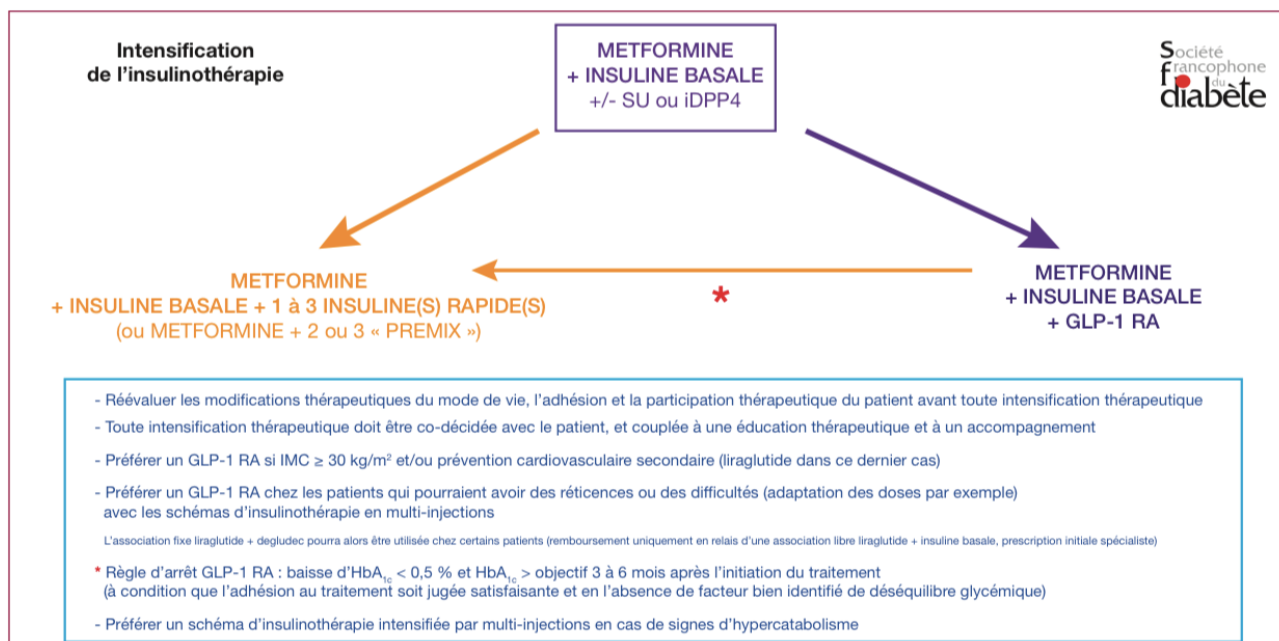 Intensification
de l'insulinothérapie
METFORMINE
+ INSULINE BASALE
+/- SU ou iDPP4
Société
francophone
du
diabète
METFORMINE
+ INSULINE BASALE + 1 à 3 INSULINE(S) RAPIDE(S)
(ou METFORMINE + 2 ou 3 « PREMIX »)
*
METFORMINE
+ INSULINE BASALE
+ GLP-1 RA
- Réévaluer les modifications thérapeutiques du mode de vie, l'adhésion et la participation thérapeutique du patient avant toute intensification thérapeutique
- Toute intensification thérapeutique doit être co-décidée avec le patient, et couplée à une éducation thérapeutique et à un accompagnement
- Préférer un GLP-1 RA si IMC ≥ 30 kg/m² et/ou prévention cardiovasculaire secondaire (liraglutide dans ce dernier cas)
- Préférer un GLP-1 RA chez les patients qui pourraient avoir des réticences ou des difficultés (adaptation des doses par exemple)
avec les schémas d'insulinothérapie en multi-injections
L'association fixe liraglutide + degludec pourra alors être utilisée chez certains patients (remboursement uniquement en relais d'une association libre liraglutide + insuline basale, prescription initiale spécialiste)
* Règle d'arrêt GLP-1 RA : baisse d'HbA1c < 0,5 % et HbA1c > objectif 3 à 6 mois après l'initiation du traitement
(à condition que l'adhésion au traitement soit jugée satisfaisante et en l'absence de facteur bien identifié de déséquilibre glycémique)
- Préférer un schéma d'insulinothérapie intensifiée par multi-injections en cas de signes d'hypercatabolisme